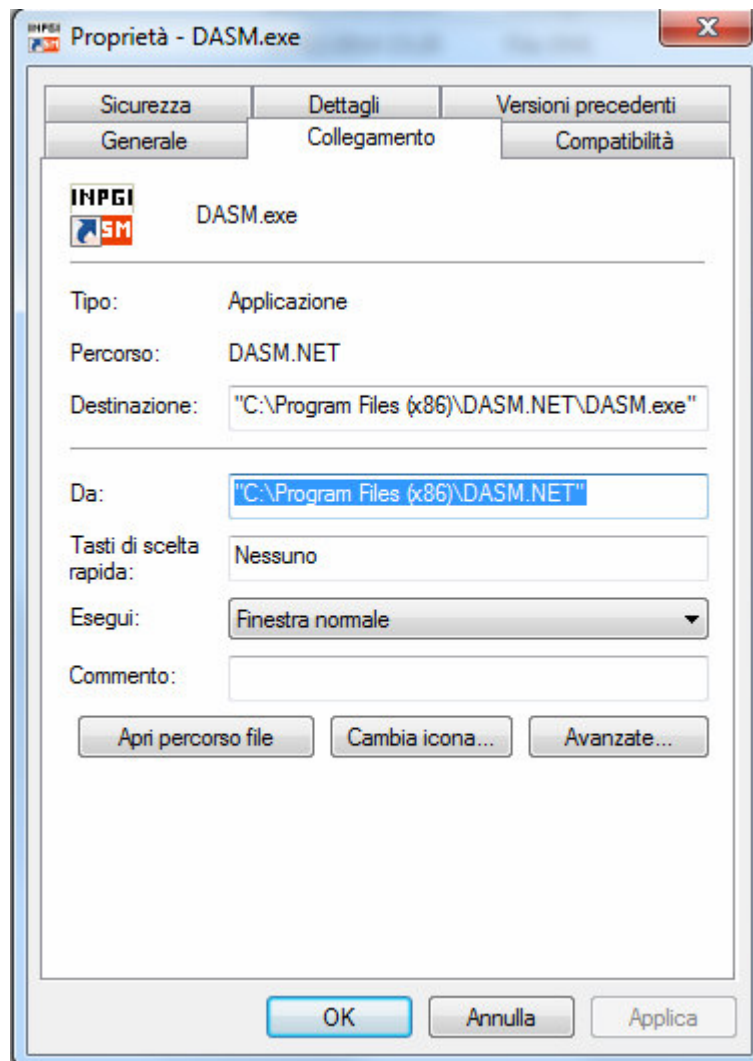 INPGI
SM
Proprietà - DASM.exe
X
Sicurezza
Dettagli
Versioni precedenti
Generale
Collegamento
Compatibilità
INPGI
SM
DASM.exe
Tipo: Applicazione
Percorso: DASM.NET
Destinazione: "C:\Program Files (x86)\DASM.NET\DASM.exe"
Da: "C:\Program Files (x86)\DASM.NET"
Tasti di scelta
rapida: Nessuno
Esegui: Finestra normale
Commento:
Apri percorso file
Cambia icona...
Avanzate...
OK
Annulla
Applica